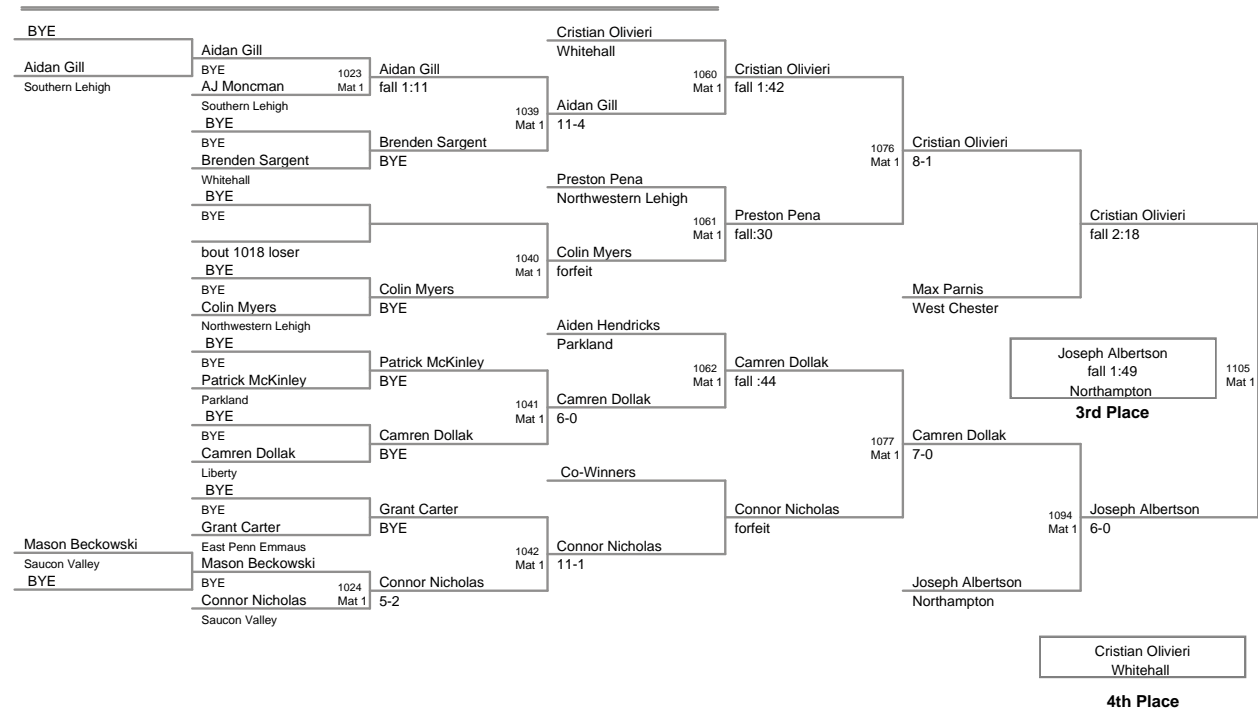 BYE
Aidan Gill
Southern Lehigh
Mason Beckowski
Saucon Valley
BYE
Aidan Gill
BYE
AJ Moncman
Southern Lehigh
BYE
BYE
Brenden Sargent
Whitehall
BYE
BYE
bout 1018 loser
BYE
BYE
Colin Myers
Northwestern Lehigh
BYE
BYE
Patrick McKinley
Parkland
BYE
BYE
Camren Dollak
Liberty
BYE
BYE
Grant Carter
East Penn Emmaus
Mason Beckowski
BYE
Connor Nicholas
Saucon Valley
1023
Mat 1
1024
Mat 1
Aidan Gill
fall 1:11
Brenden Sargent
BYE
Colin Myers
BYE
Patrick McKinley
BYE
Camren Dollak
BYE
Grant Carter
BYE
Connor Nicholas
5-2
1039
Mat 1
1040
Mat 1
1041
Mat 1
1042
Mat 1
Cristian Olivieri
Whitehall
Aidan Gill
11-4
Preston Pena
Northwestern Lehigh
Colin Myers
forfeit
Aiden Hendricks
Parkland
Camren Dollak
6-0
Co-Winners
Connor Nicholas
11-1
1060
Mat 1
1061
Mat 1
1062
Mat 1
Cristian Olivieri
fall 1:42
Preston Pena
fall:30
Camren Dollak
fall :44
Connor Nicholas
forfeit
1076
Mat 1
1077
Mat 1
Cristian Olivieri
8-1
Max Parnis
West Chester
Camren Dollak
7-0
Joseph Albertson
Northampton
1094
Mat 1
Cristian Olivieri
fall 2:18
Joseph Albertson
6-0
1105
Mat 1
Joseph Albertson
fall 1:49
Northampton
3rd Place
Cristian Olivieri
Whitehall
4th Place